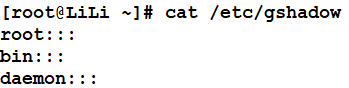 [root@LiLi ~]# cat /etc/gshadow
root:::
bin:::
daemon:::